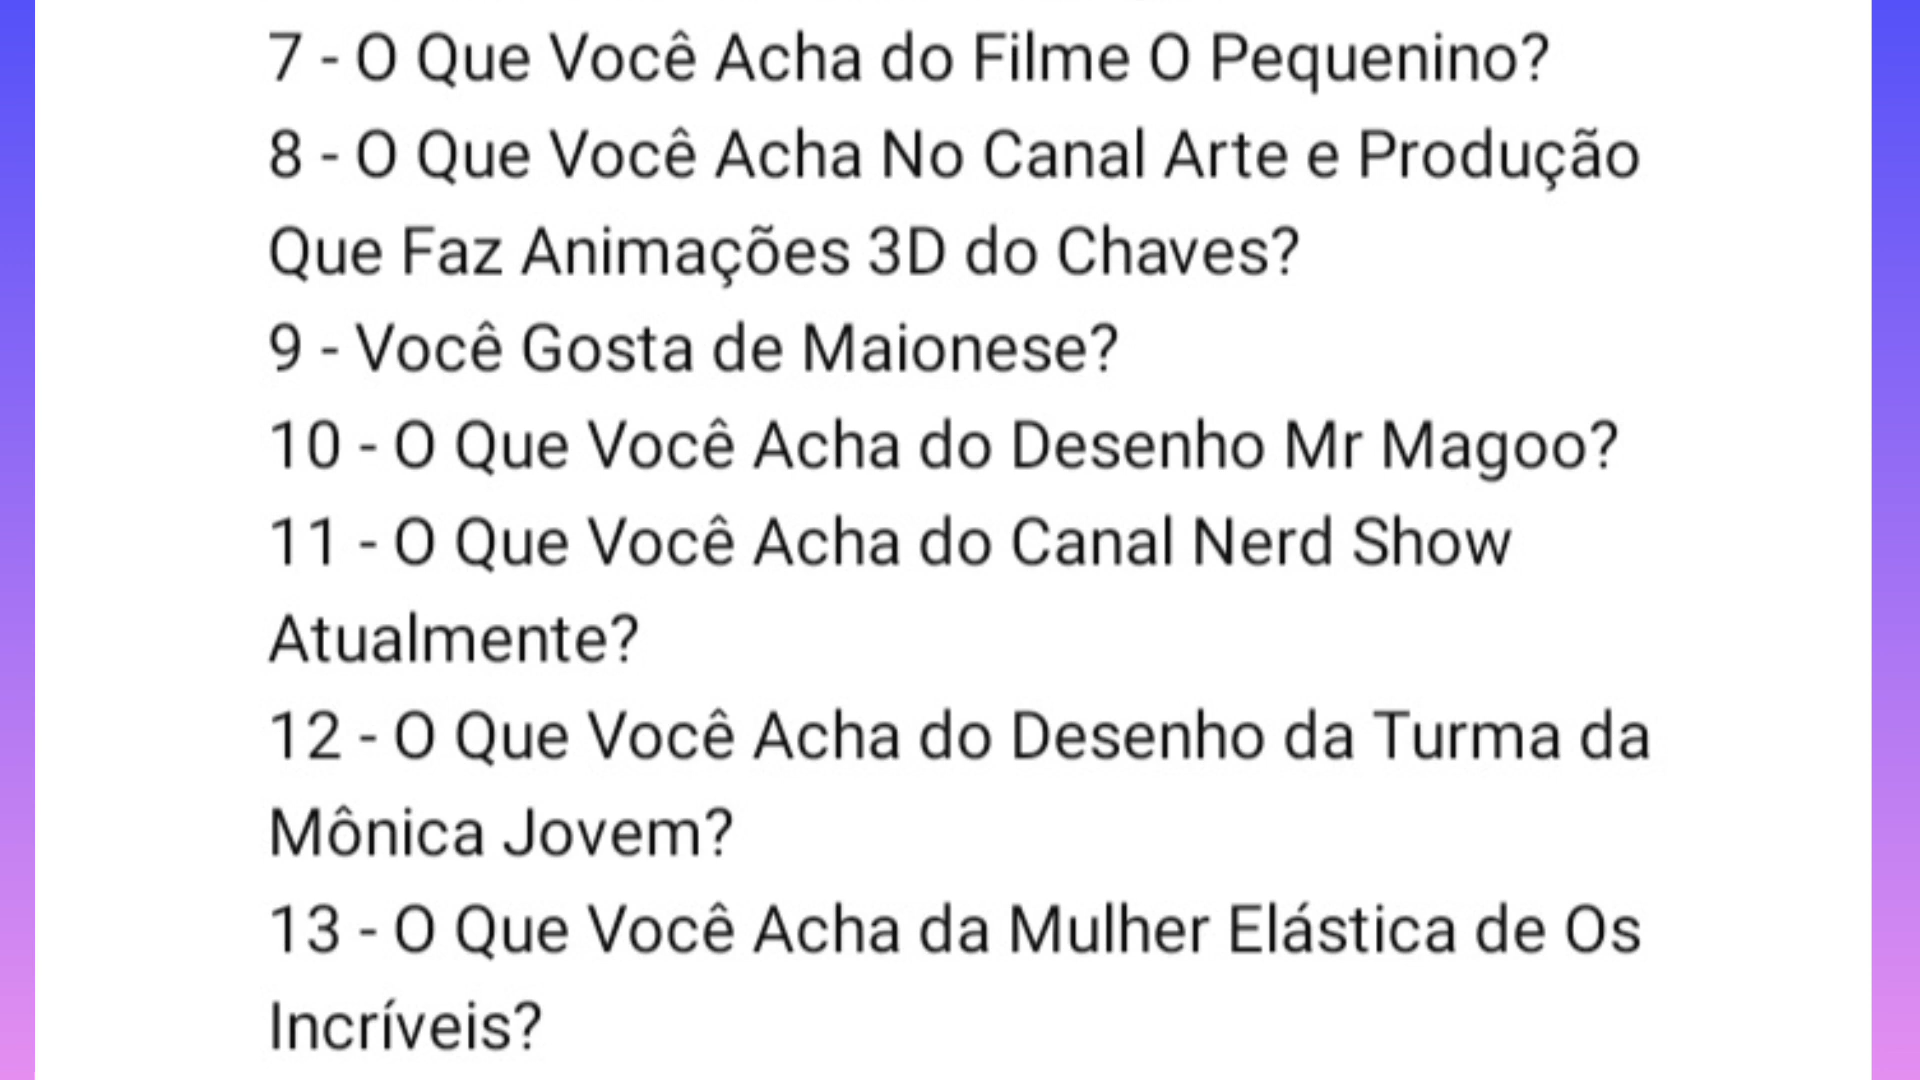 7 - O Que Você Acha do Filme O Pequenino?
8 - O Que Você Acha No Canal Arte e Produção
Que Faz Animações 3D do Chaves?
9 - Você Gosta de Maionese?
10 - O Que Você Acha do Desenho Mr Magoo?
11 - O Que Você Acha do Canal Nerd Show
Atualmente?
12 - O Que Você Acha do Desenho da Turma da
Mônica Jovem?
13 - O Que Você Acha da Mulher Elástica de Os
Incríveis?